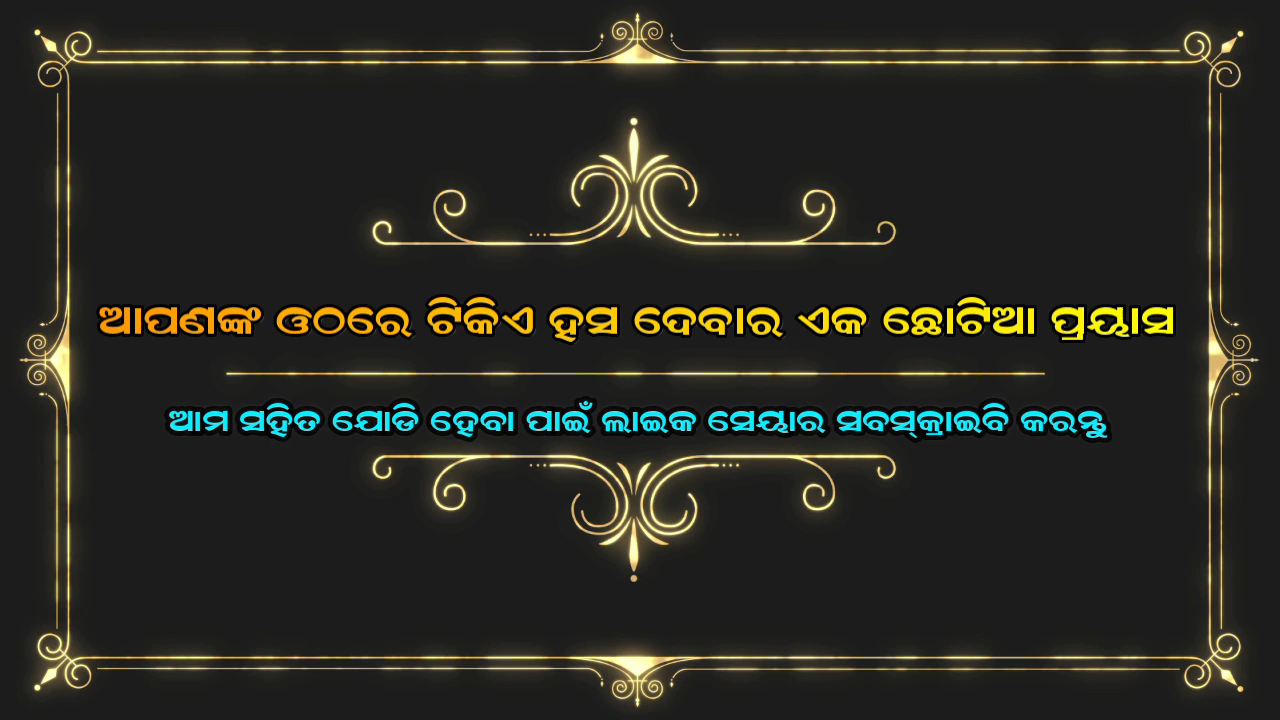 ଆପଣଙ୍କ ଓଠରେ ଟିକିଏ ହସ ଦେବାର ଏକ ଛୋଟିଆ ପ୍ରୟାସ
ଆମ ସହିତ ଯୋଡି ହେବା ପାଇଁ ଲାଇକ ସେୟାର ସବସ୍କ୍ରାଇବି କରନ୍ତୁ